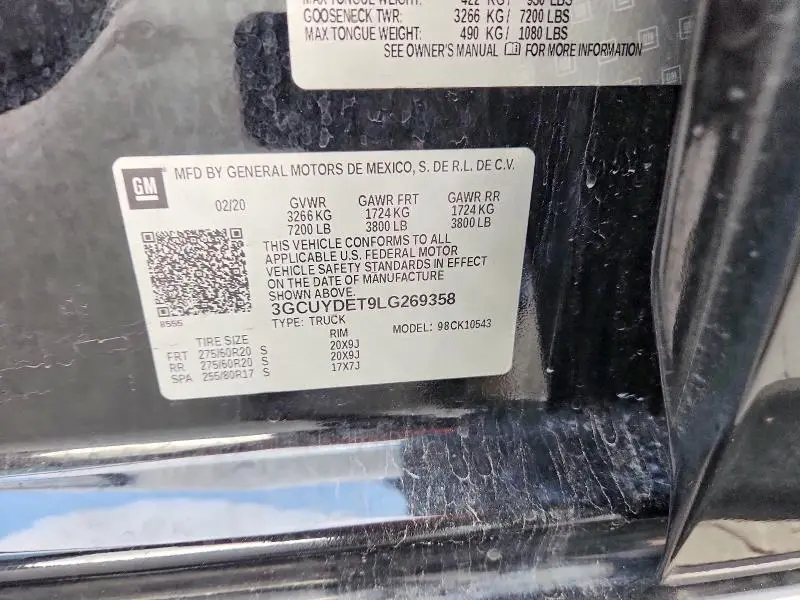 MAX TONGUE WEIGHT: 422 KG / 930 LBS
GOOSENECK TWR: 3266 KG / 7200 LBS
MAX TONGUE WEIGHT: 490 KG / 1080 LBS
SEE OWNER'S MANUAL FOR MORE INFORMATION
GM MFD BY GENERAL MOTORS DE MEXICO, S. DE R.L. DE C.V.
02/20 GVWR GAWR FRT GAWR RR
3266 KG 1724 KG 1724 KG
7200 LB 3800 LB 3800 LB
THIS VEHICLE CONFORMS TO ALL
APPLICABLE U.S. FEDERAL MOTOR
VEHICLE SAFETY STANDARDS IN EFFECT
ON THE DATE OF MANUFACTURE
SHOWN ABOVE.
8555
3GCUYDET9LG269358
TYPE: TRUCK MODEL: 98CK10543
TIRE SIZE RIM
FRT 275/60R20 S 20X9J
RR 275/60R20 S 20X9J
SPA 255/80R17 S 17X7J